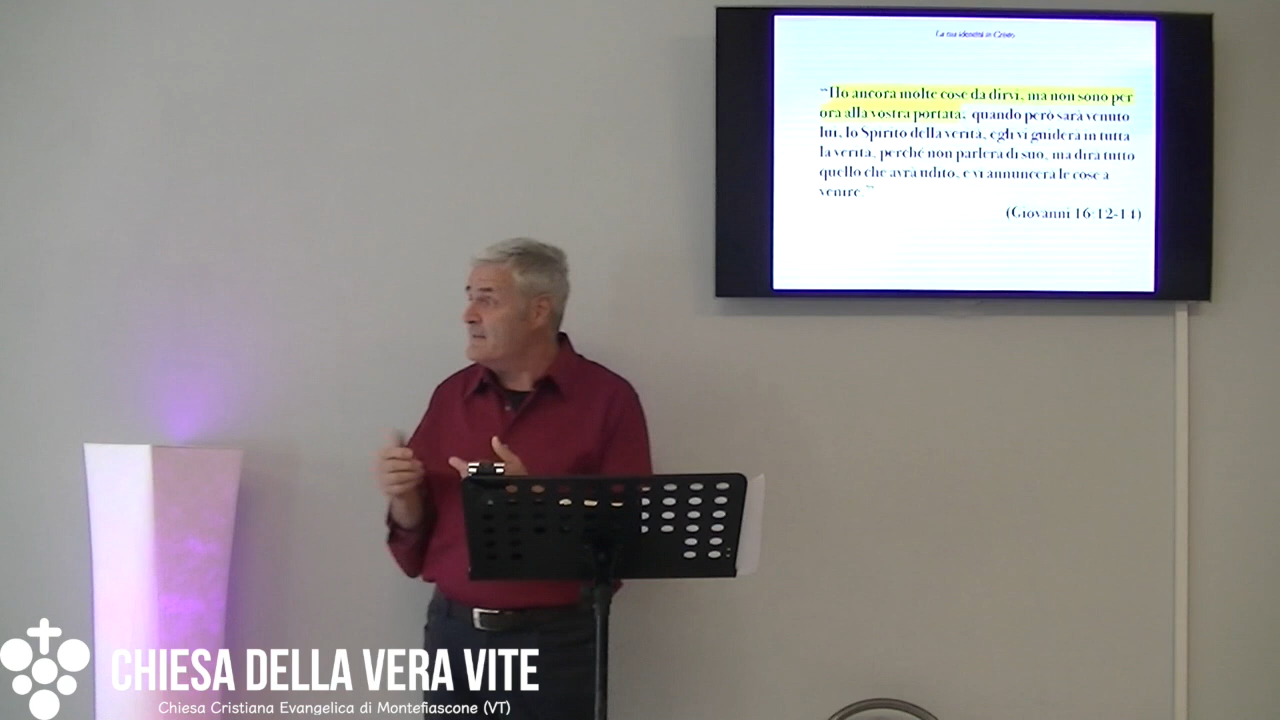 La tua identità in Cristo
“Ho ancora molte cose da dirvi, ma non sono per
ora alla vostra portata; quando però sarà venuto
lui, lo Spirito della verità, egli vi guiderà in tutta
la verità, perché non parlerà di suo, ma dirà tutto
quello che avrà udito, e vi annuncerà le cose a
venire.”
(Giovanni 16:12-14)
CHIESA DELLA VERA VITE
Chiesa Cristiana Evangelica di Montefiascone (VT)